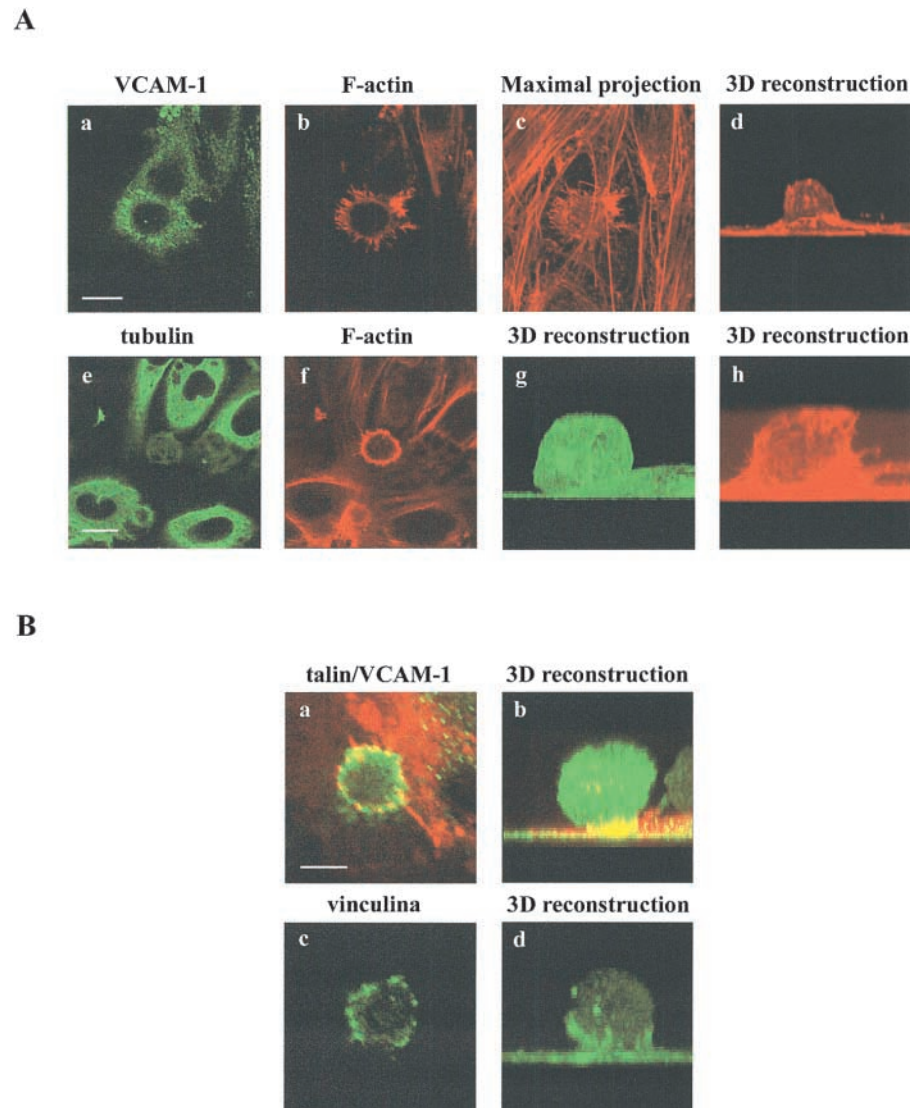 A
VCAM-1 F-actin Maximal projection 3D reconstruction
a b c d
tubulin F-actin 3D reconstruction 3D reconstruction
e f g h
B
talin/VCAM-1 3D reconstruction
a b
vinculina 3D reconstruction
c d